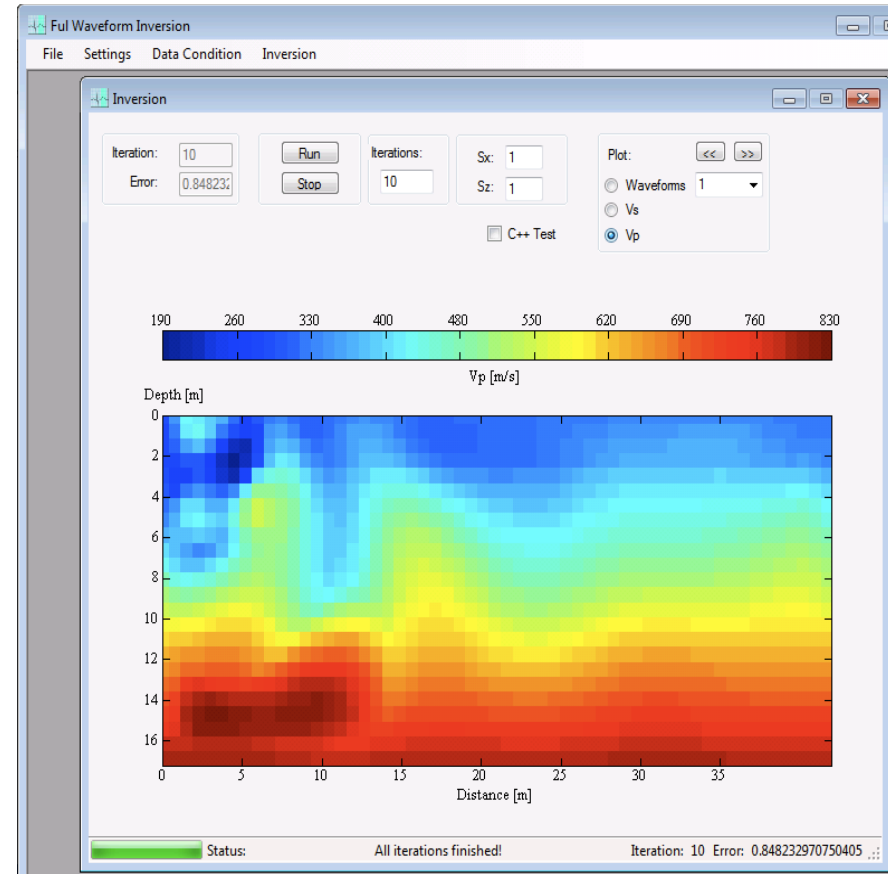 Ful Waveform Inversion
File Settings Data Condition Inversion
Inversion
Iteration: 10
Error: 0.848232
Run
Stop
Iterations:
10
Sx: 1
Sz: 1
C++ Test
Plot: << >>
Waveforms 1
Vs
Vp
190 260 330 400 480 550 620 690 760 830
Vp [m/s]
Depth [m]
0
2
4
6
8
10
12
14
16
0 5 10 15 20 25 30 35
Distance [m]
Status: All iterations finished! Iteration: 10 Error: 0.848232970750405